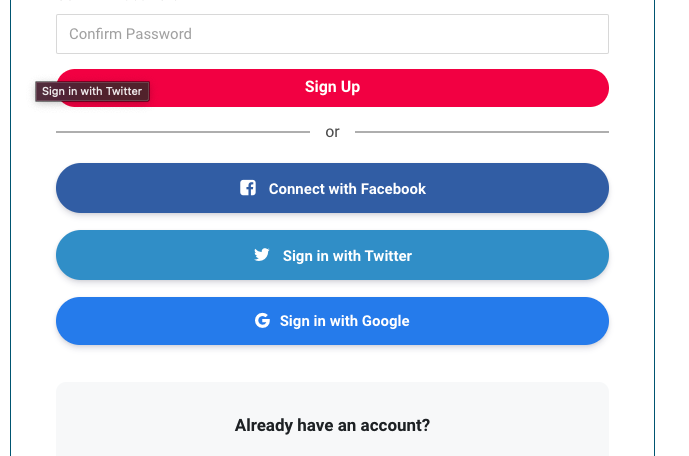 Confirm Password
Sign Up
Sign in with Twitter
or
Connect with Facebook
Sign in with Twitter
Sign in with Google
Already have an account?